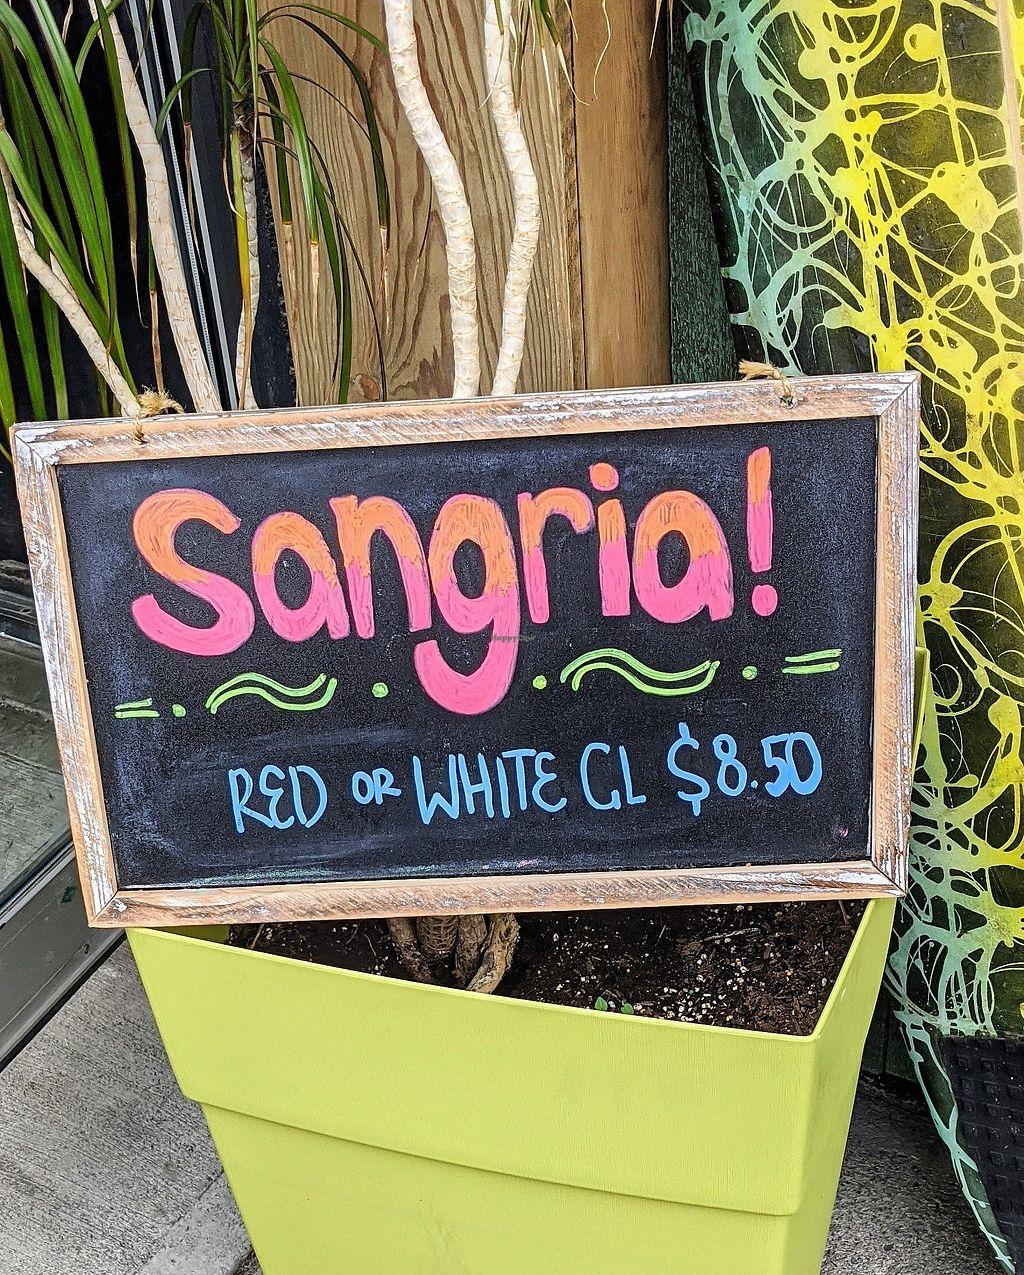 Sangria!
RED OR WHITE GL $8.50